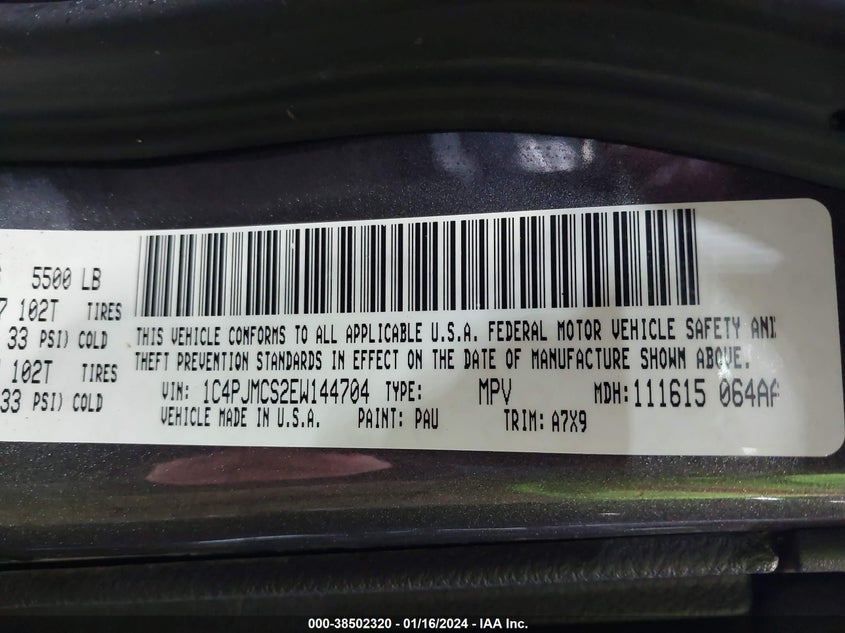 5500 LB
102T TIRES
33 PSI) COLD
102T TIRES
33 PSI) COLD
THIS VEHICLE CONFORMS TO ALL APPLICABLE U.S.A. FEDERAL MOTOR VEHICLE SAFETY AND
THEFT PREVENTION STANDARDS IN EFFECT ON THE DATE OF MANUFACTURE SHOWN ABOVE.
VIN: 1C4PJMCS2EW144704 TYPE: MPV MDH: 111615 064AA
VEHICLE MADE IN U.S.A. PAINT: PAU TRIM: A7X9
000-38502320 - 01/16/2024 - IAA Inc.